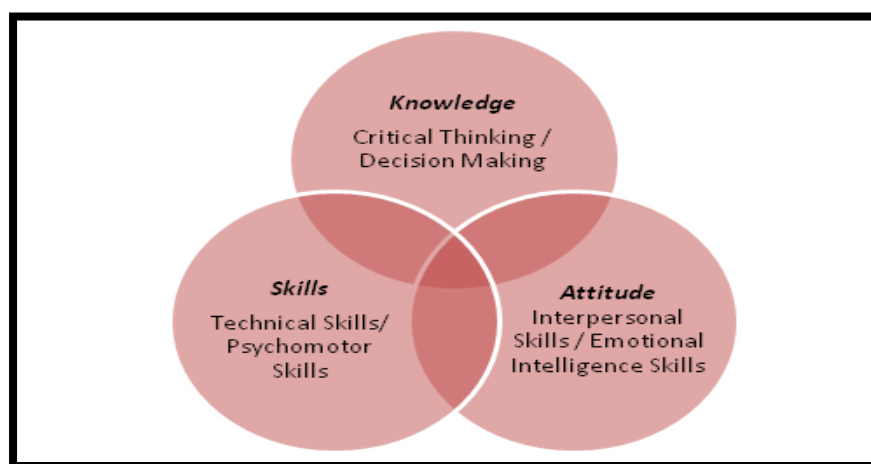 Knowledge
Critical Thinking /
Decision Making
Skills
Technical Skills/
Psychomotor
Skills
Attitude
Interpersonal
Skills / Emotional
Intelligence Skills